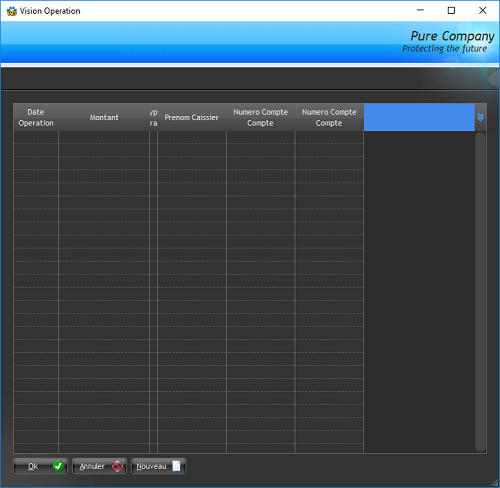 Vision Operation
Pure Company
Protecting the future
Date Operation
Montant
yp ra
Prenom Caissier
Numero Compte Compte
Numero Compte Compte
Ok
Annuler
Nouveau